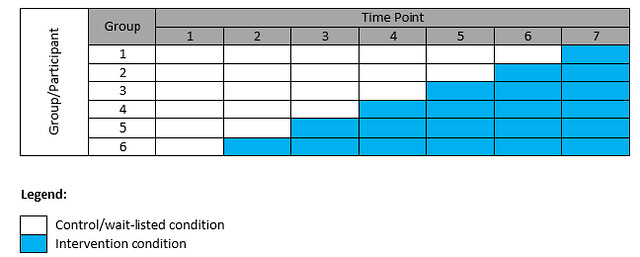 Group/Participant
Group
Time Point
1 2 3 4 5 6 7
1
2
3
4
5
6
Legend:
Control/wait-listed condition
Intervention condition